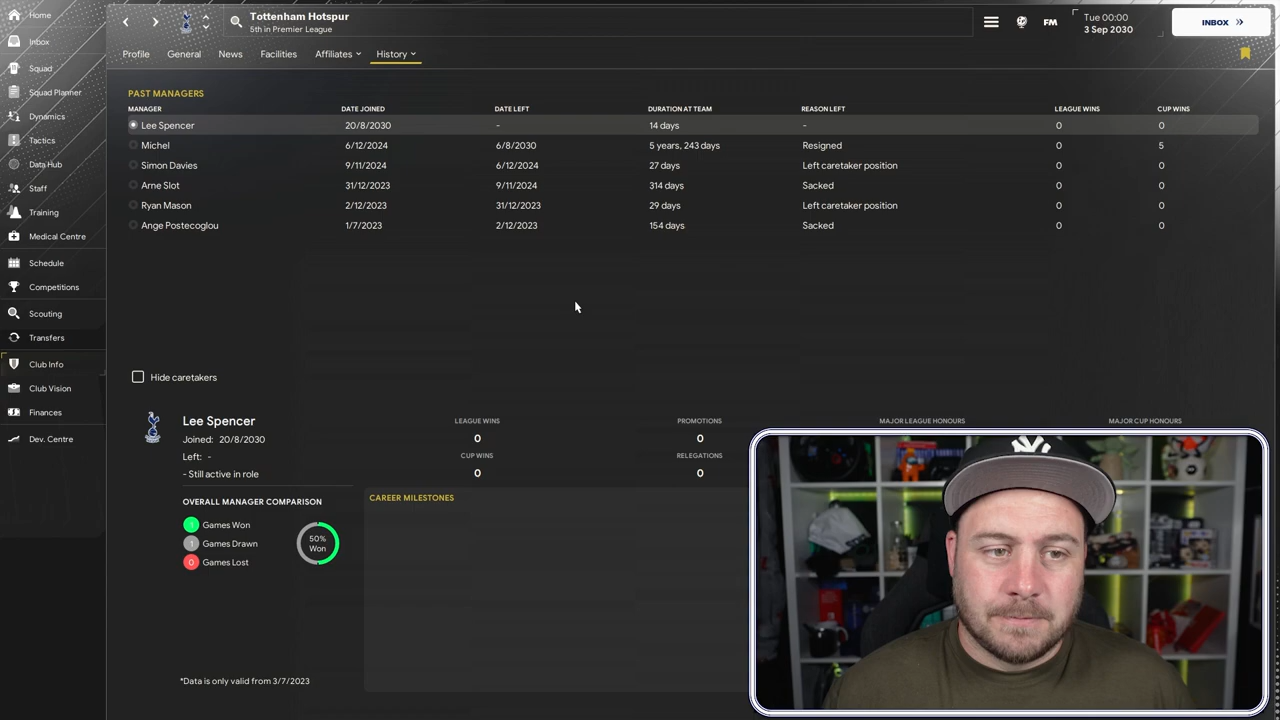 Home
Tottenham Hotspur
5th in Premier League
FM
Tue 00:00
3 Sep 2030
INBOX
Inbox
Squad
Squad Planner
Dynamics
Tactics
Data Hub
Staff
Training
Medical Centre
Schedule
Competitions
Scouting
Transfers
Club Info
Club Vision
Finances
Dev. Centre
Profile General News Facilities Affiliates History
PAST MANAGERS
MANAGER DATE JOINED DATE LEFT DURATION AT TEAM REASON LEFT LEAGUE WINS CUP WINS
Lee Spencer 20/8/2030 - 14 days - 0 0
Michel 6/12/2024 6/8/2030 5 years, 243 days Resigned 0 5
Simon Davies 9/11/2024 6/12/2024 27 days Left caretaker position 0 0
Arne Slot 31/12/2023 9/11/2024 314 days Sacked 0 0
Ryan Mason 2/12/2023 31/12/2023 29 days Left caretaker position 0 0
Ange Postecoglou 1/7/2023 2/12/2023 154 days Sacked 0 0
Hide caretakers
Lee Spencer
Joined: 20/8/2030
Left: -
- Still active in role
LEAGUE WINS PROMOTIONS MAJOR LEAGUE HONOURS MAJOR CUP HONOURS
0 0
CUP WINS RELEGATIONS
0 0
OVERALL MANAGER COMPARISON
1 Games Won
1 Games Drawn
0 Games Lost
50%
Won
CAREER MILESTONES
*Data is only valid from 3/7/2023